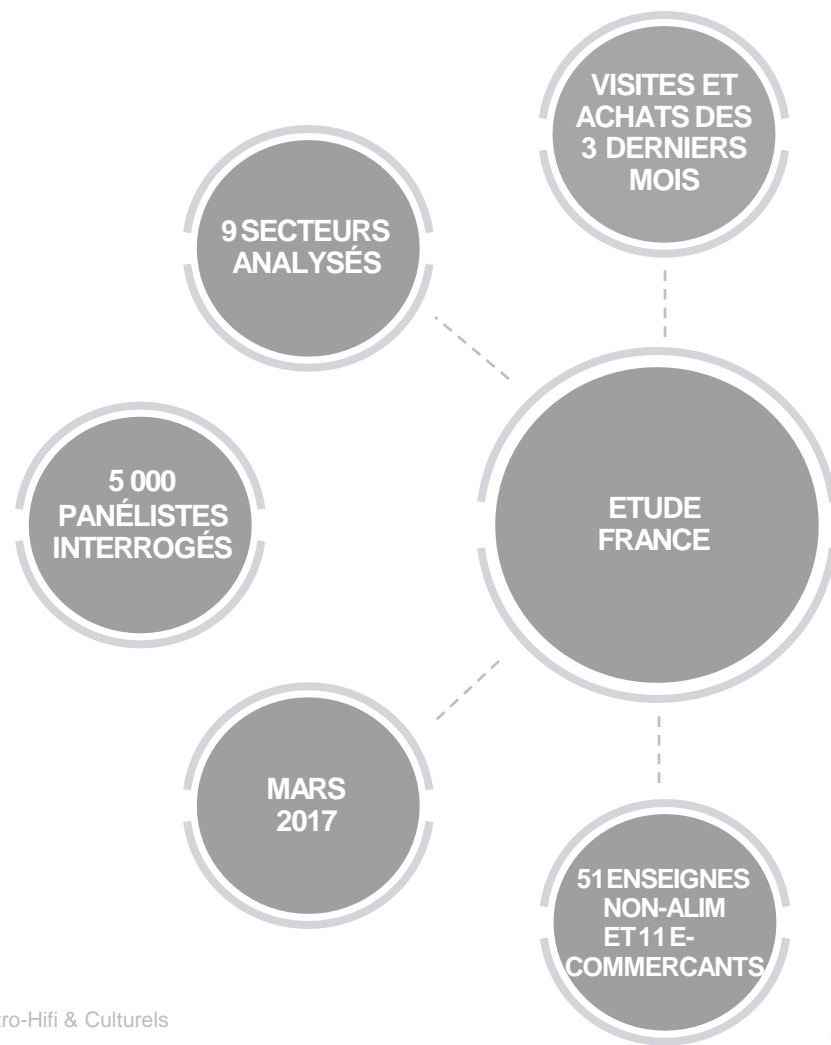 VISITES ET
ACHATS DES
3 DERNIERS
MOIS
9 SECTEURS
ANALYSÉS
5 000
PANÉLISTES
INTERROGÉS
ETUDE
FRANCE
MARS
2017
51 ENSEIGNES
NON-ALIM
ET 11 E-
COMMERCANTS
tro-Hifi & Culturels